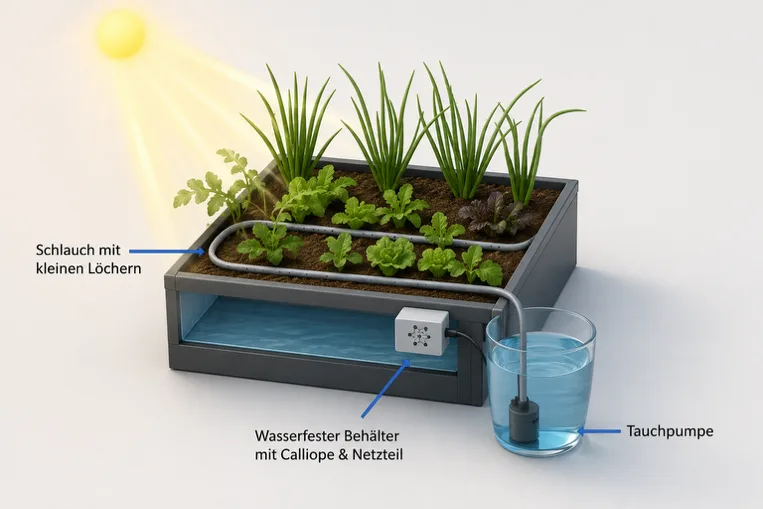 Schlauch mit
kleinen Löchern
Wasserfester Behälter
mit Calliope & Netzteil
Tauchpumpe